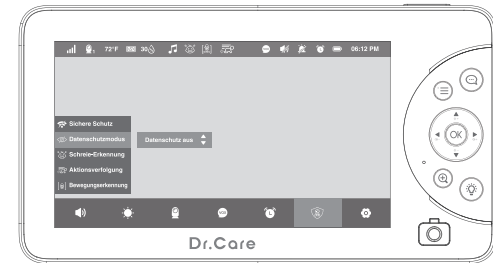 72°F 30 06:12 PM
Sichere Schutz
Datenschutzmodus Datenschutz aus
Schreie-Erkennung
Aktionsverfolgung
Bewegungserkennung
OK
Dr.Care